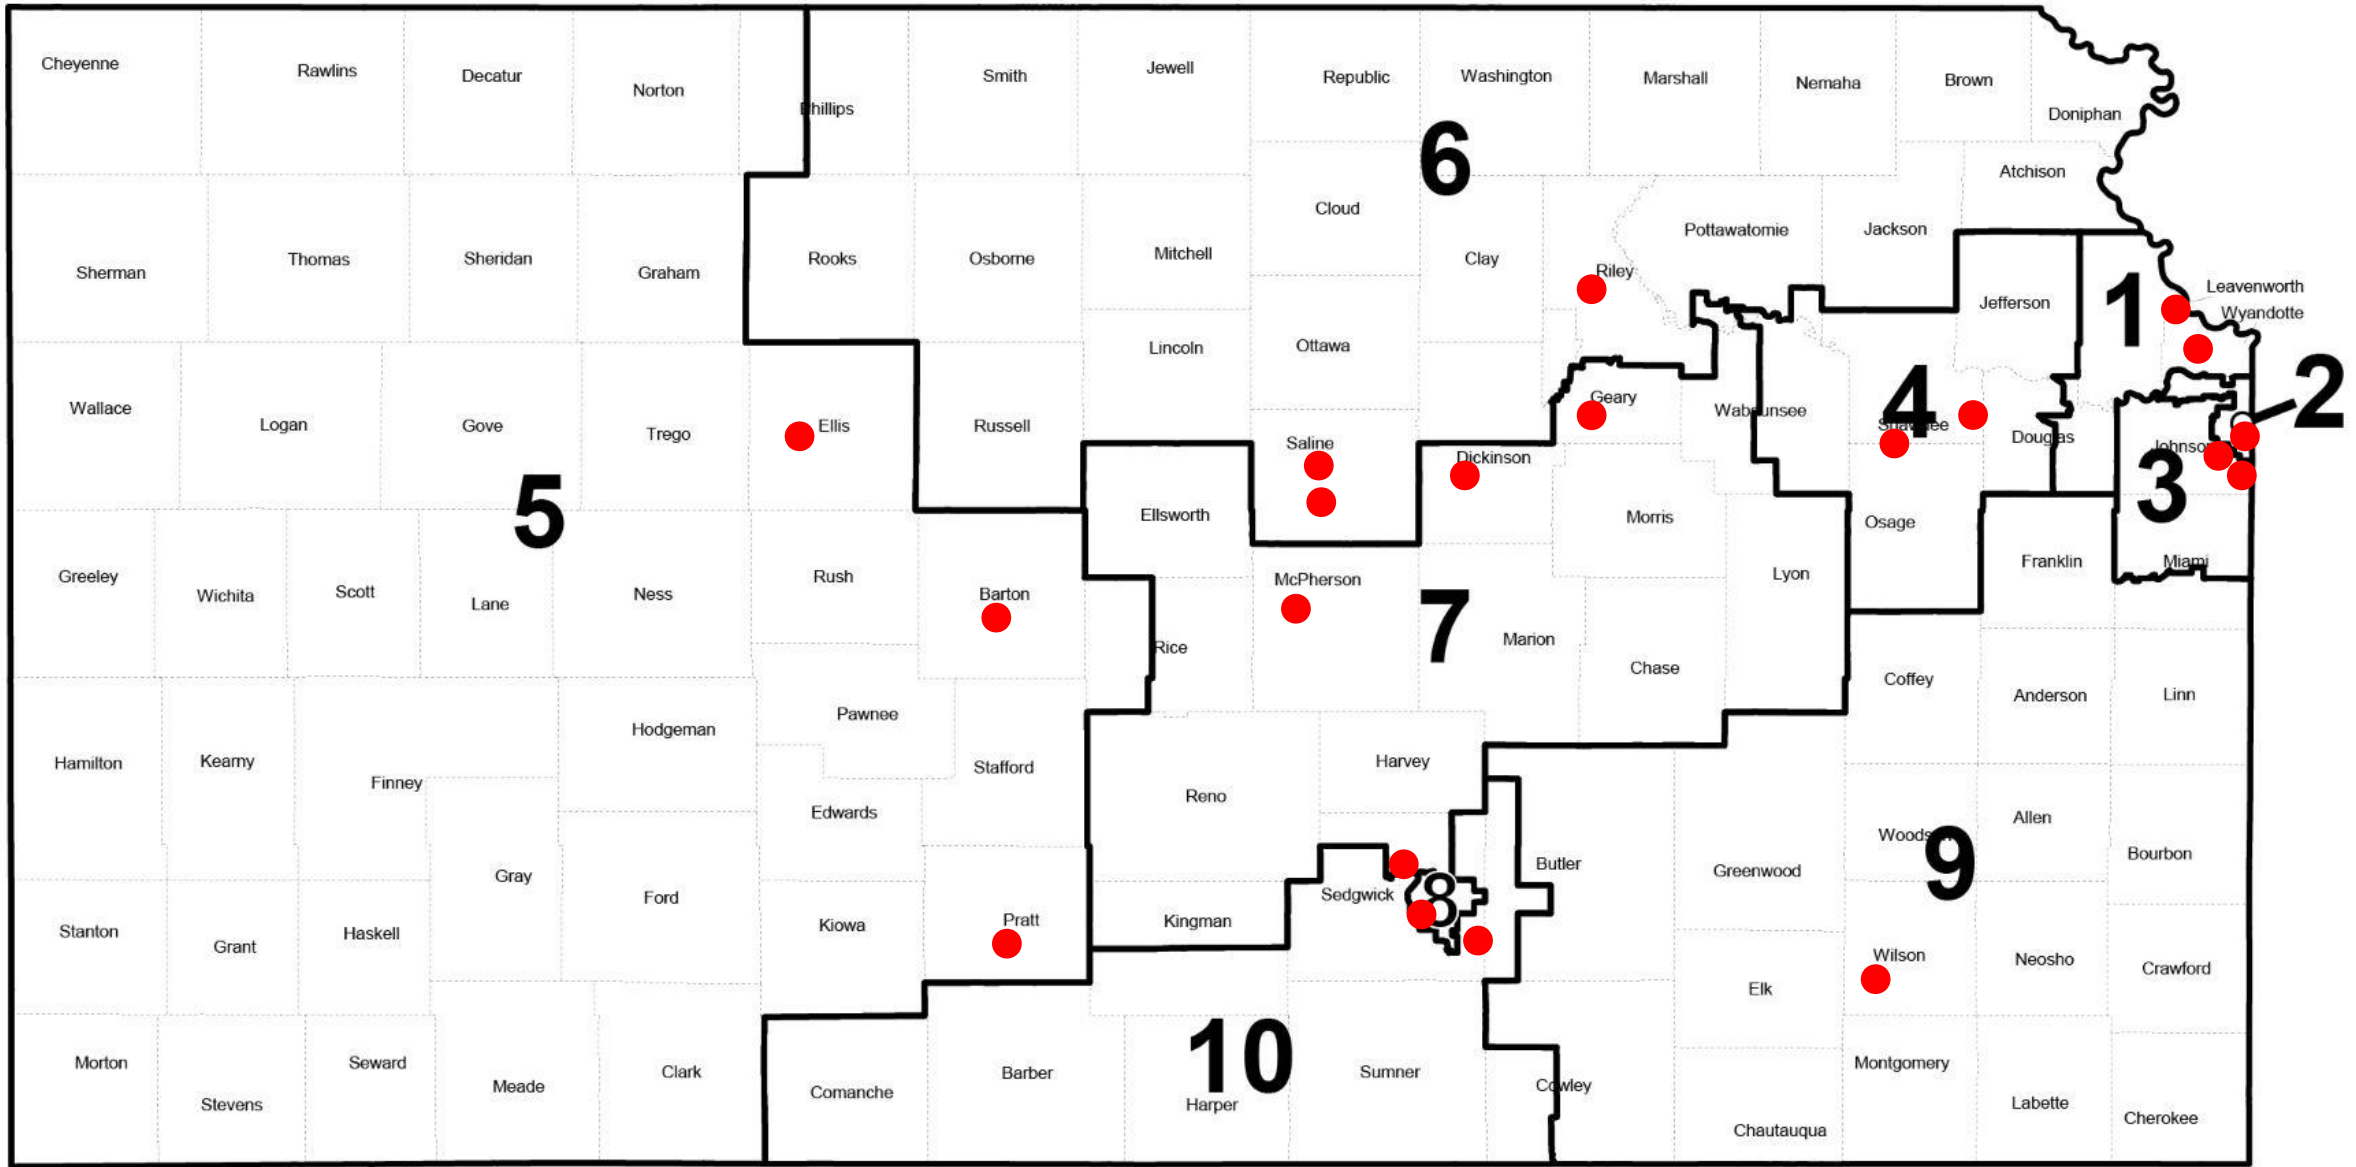 Cheyenne
Rawlins
Decatur
Norton
Phillips
Smith
Jewell
Republic
Washington
Marshall
Nemaha
Brown
Doniphan
Atchison
6
Cloud
Sherman
Thomas
Sheridan
Graham
Rooks
Osborne
Mitchell
Clay
Riley
Pottawatomie
Jackson
Jefferson
1
Leavenworth
Wyandotte
Lincoln
Ottawa
2
Wallace
Logan
Gove
Trego
Ellis
Russell
Saline
Dickinson
Geary
Wabaunsee
4
Shawnee
Douglas
Johnson
3
5
Ellsworth
Morris
Osage
Franklin
Miami
Greeley
Wichita
Scott
Lane
Ness
Rush
Barton
Rice
McPherson
7
Marion
Chase
Lyon
Coffey
Anderson
Linn
Hamilton
Kearny
Finney
Hodgeman
Pawnee
Stafford
Edwards
Reno
Harvey
Gray
Ford
Kiowa
Pratt
Kingman
Sedgwick
8
Butler
Greenwood
Woodson
9
Allen
Bourbon
Stanton
Grant
Haskell
Elk
Wilson
Neosho
Crawford
Morton
Stevens
Seward
Meade
Clark
Comanche
Barber
10
Harper
Sumner
Cowley
Chautauqua
Montgomery
Labette
Cherokee